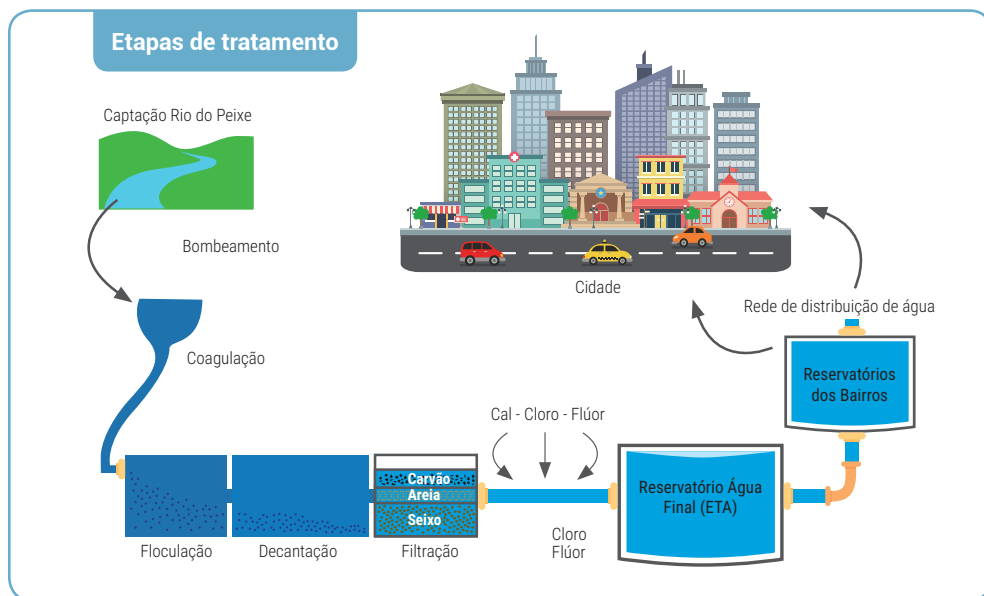 Etapas de tratamento
Captação Rio do Peixe
Bombeamento
Coagulação
Floculação
Decantação
Carvão
Areia
Seixo
Filtração
Cal - Cloro - Flúor
Cloro
Flúor
Reservatório Água
Final (ETA)
Reservatórios
dos Bairros
Rede de distribuição de água
Cidade